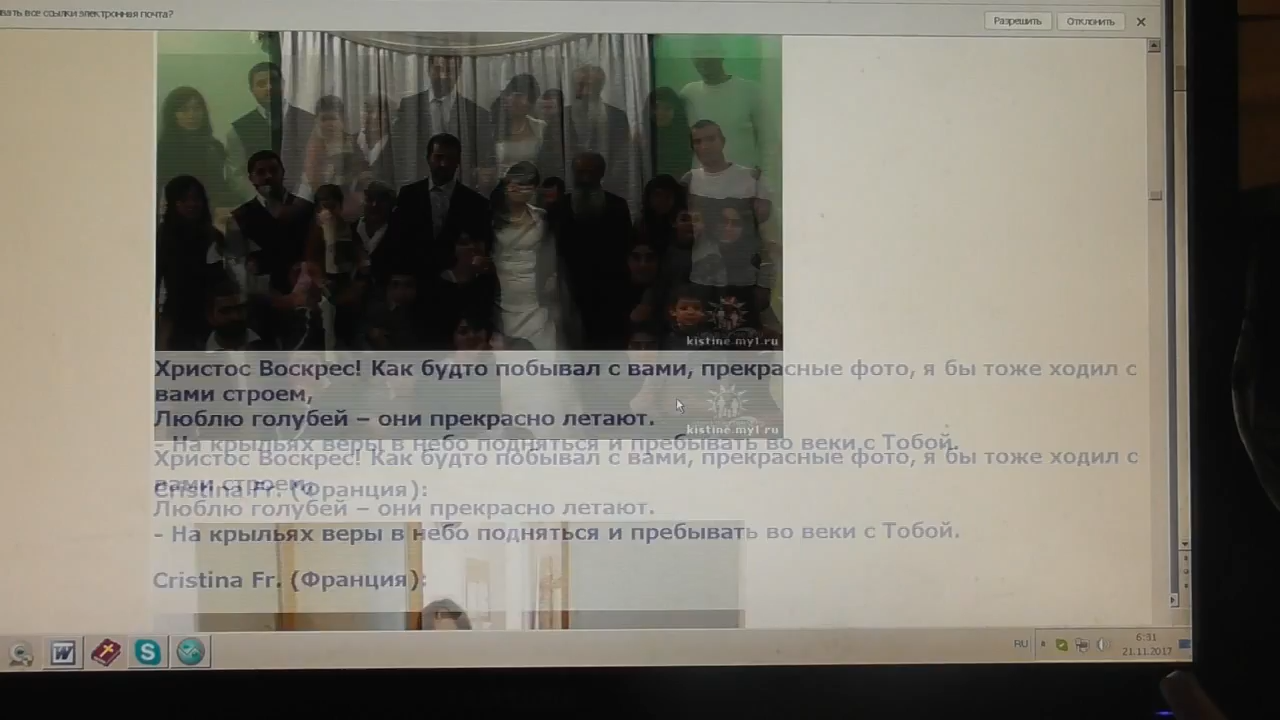 вать все ссылки электронная почта?
Разрешить
Отклонить
kistine.my1.ru
Христос Воскрес! Как будто побывал с вами, прекрасные фото, я бы тоже ходил с
вами строем,
Люблю голубей – они прекрасно летают.
kistine.my1.ru
- На крыльях веры в небо подняться и пребывать во веки с Тобой.
Христос Воскрес! Как будто побывал с вами, прекрасные фото, я бы тоже ходил с
вами строем,
Cristina Fr. (Франция):
Люблю голубей – они прекрасно летают.
- На крыльях веры в небо подняться и пребывать во веки с Тобой.
Cristina Fr. (Франция):
RU
6:31
21.11.2017